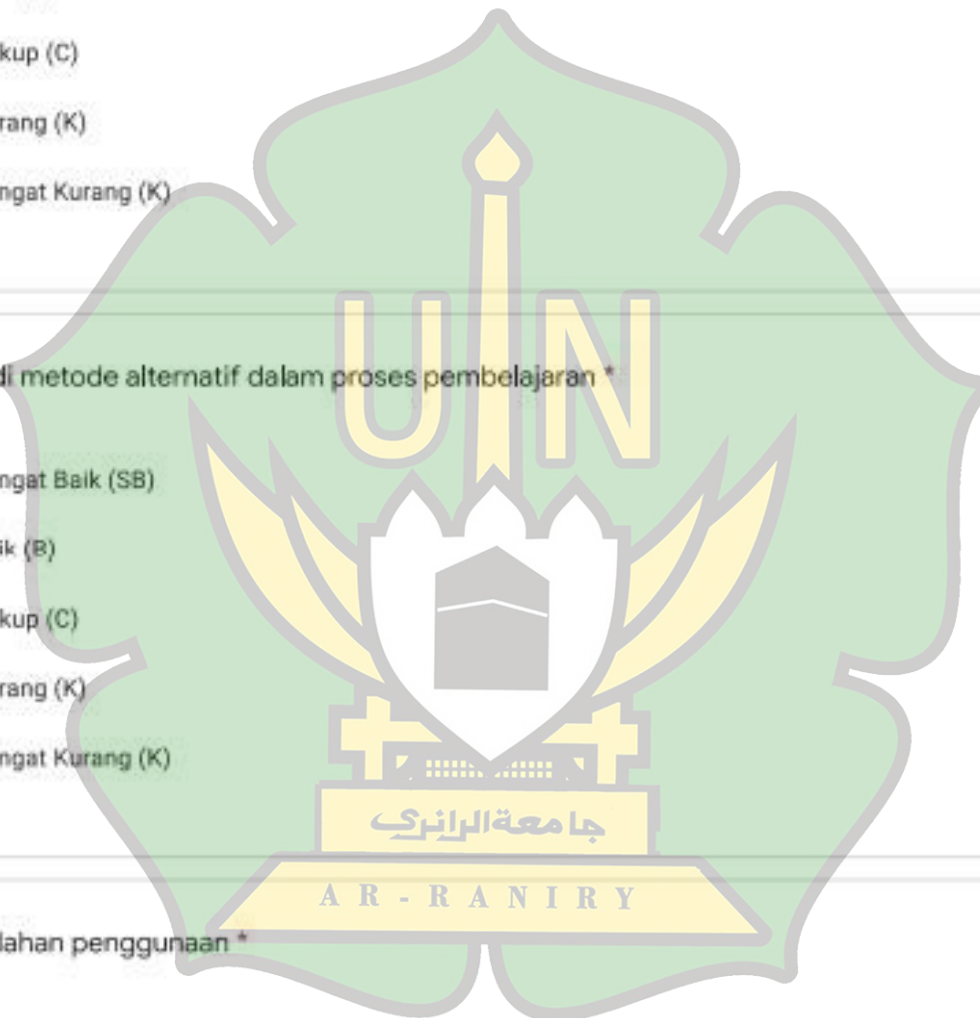 kup (C)
rang (K)
ngat Kurang (K)
UIN
di metode alternatif dalam proses pembelajaran *
ngat Baik (SB)
ik (B)
kup (C)
rang (K)
ngat Kurang (K)
جامعةالرانري
AR-RANIRY
lahan penggunaan *